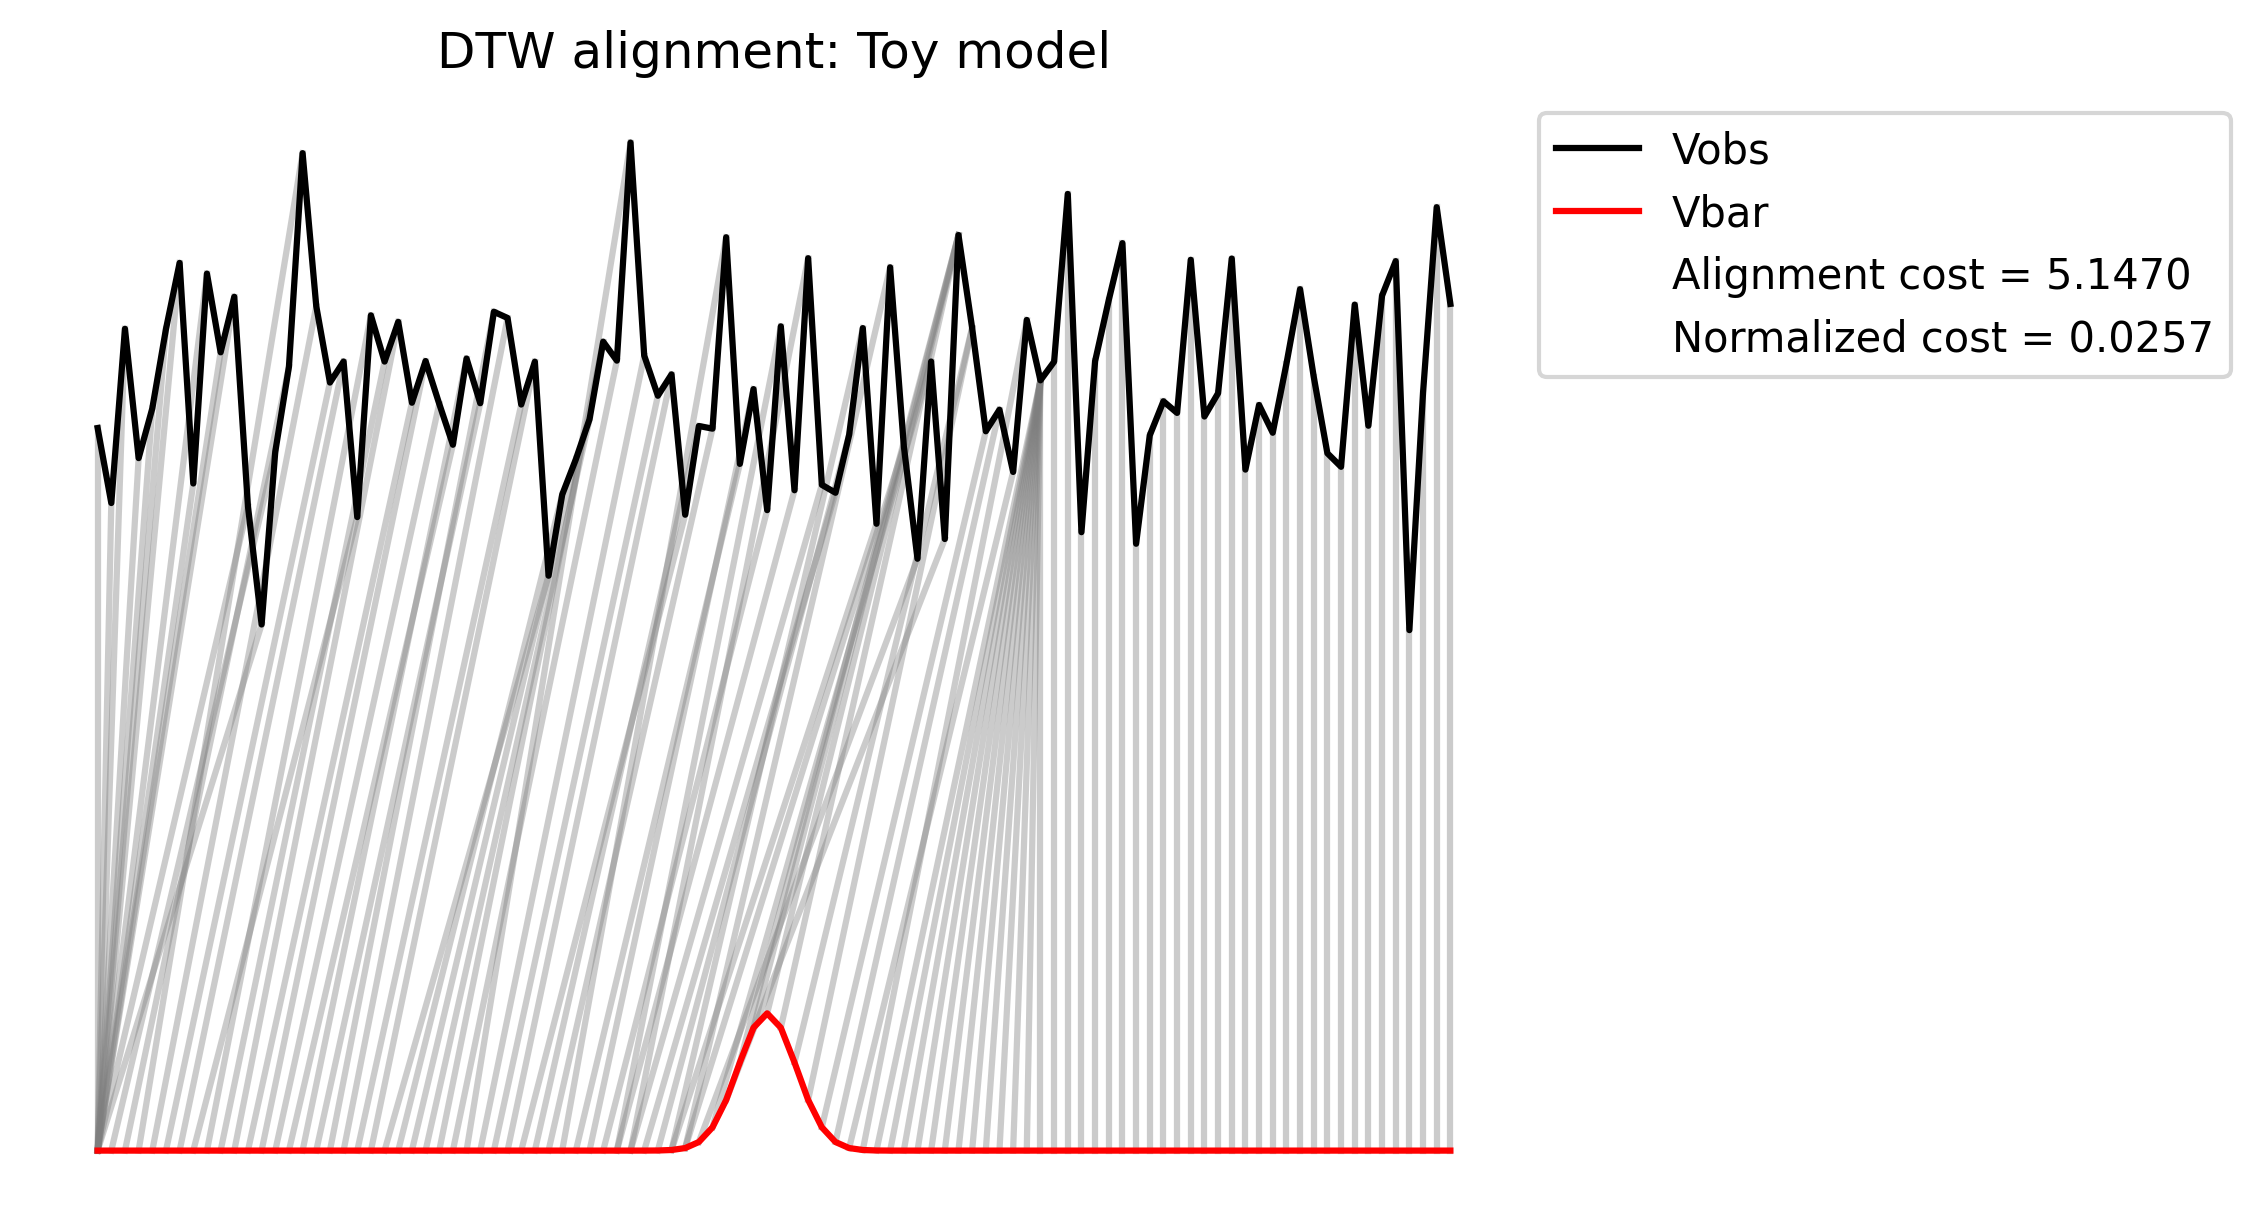 DTW alignment: Toy model
Vobs
Vbar
Alignment cost = 5.1470
Normalized cost = 0.0257